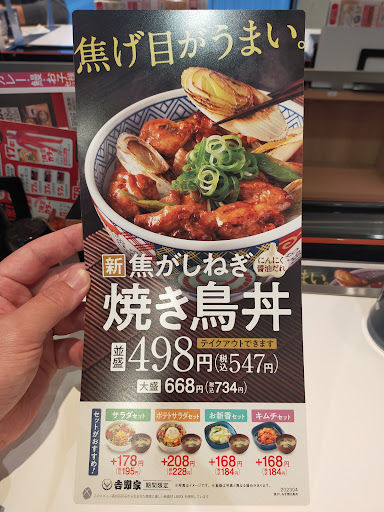 焦げ目がうまい。
新 焦がしねぎ
にんにく
醤油だれ
焼き鳥丼
テイクアウトできます
並盛 498円(税込547円)
大盛 668円(税込734円)
セットがおすすめ!
サラダセット
+178円
(税込195円)
ポテトサラダセット
+208円
(税込228円)
お新香セット
+168円
(税込184円)
キムチセット
+168円
(税込184円)
吉野家 期間限定
202504